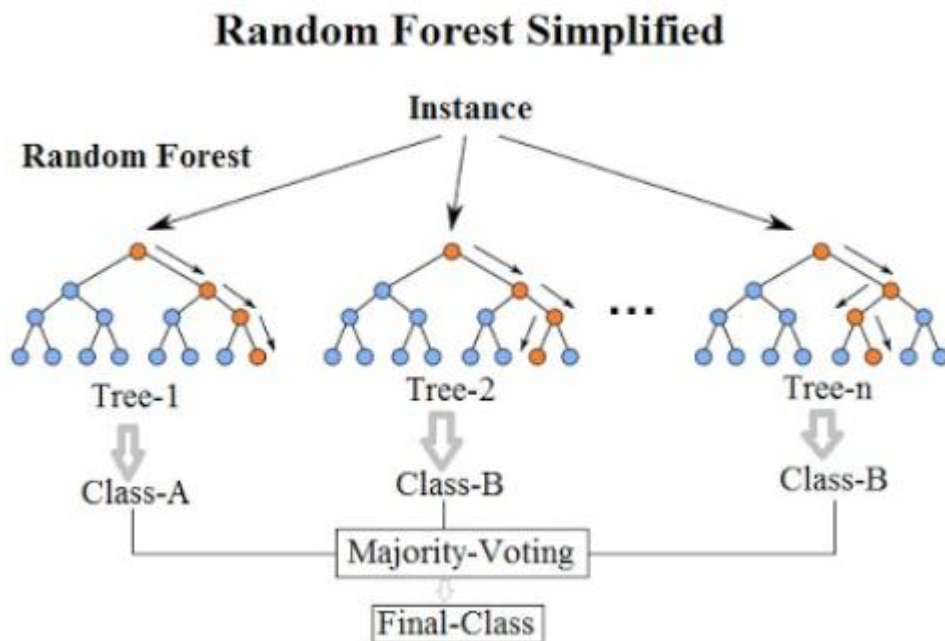 Random Forest Simplified
Instance
Random Forest
...
Tree-1
Tree-2
Tree-n
Class-A
Class-B
Class-B
Majority-Voting
Final-Class